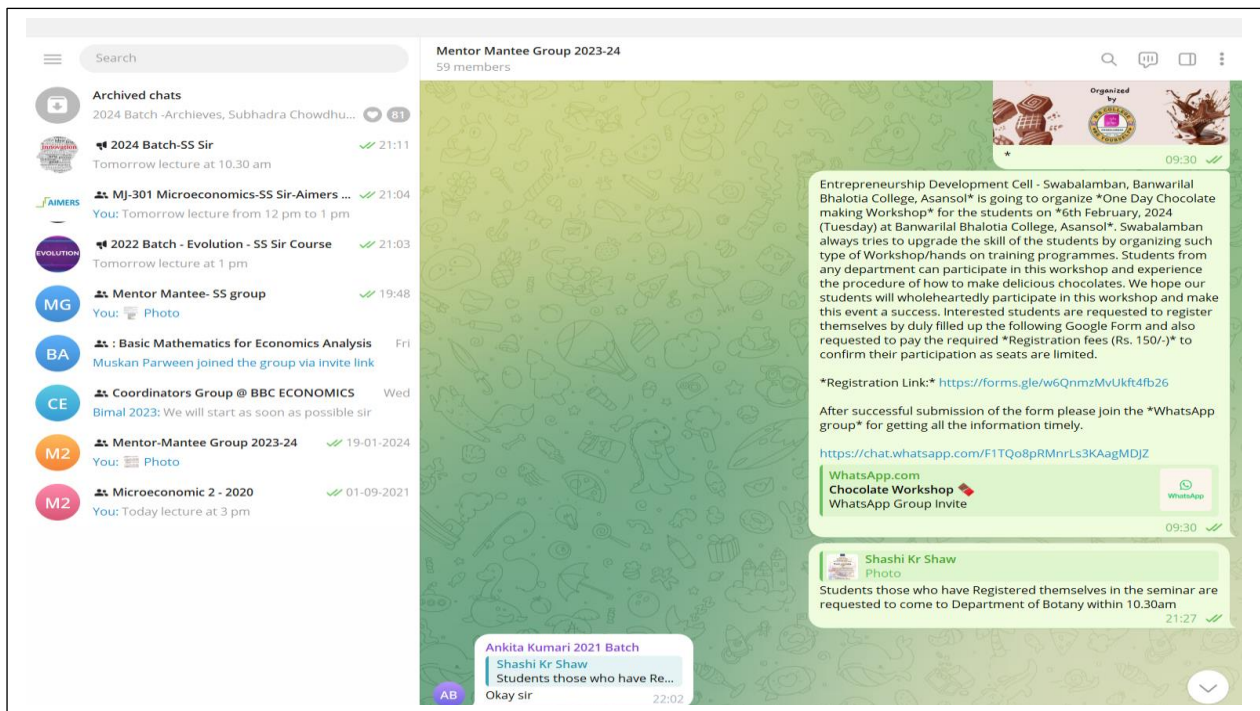 Search
Archived chats
2024 Batch -Archieves, Subhadra Chowdhu... 81
2024 Batch-SS Sir 21:11
Tomorrow lecture at 10.30 am
MJ-301 Microeconomics-SS Sir-Aimers ... 21:04
You: Tomorrow lecture from 12 pm to 1 pm
AIMERS
2022 Batch - Evolution - SS Sir Course 21:03
Tomorrow lecture at 1 pm
EVOLUTION
MG
Mentor Mantee- SS group 19:48
You: Photo
BA
: Basic Mathematics for Economics Analysis Fri
Muskan Parween joined the group via invite link
CE
Coordinators Group @ BBC ECONOMICS Wed
Bimal 2023: We will start as soon as possible sir
M2
Mentor-Mantee Group 2023-24 19-01-2024
You: Photo
M2
Microeconomic 2 - 2020 01-09-2021
You: Today lecture at 3 pm
Mentor Mantee Group 2023-24
59 members
Organized
by
*
09:30
Entrepreneurship Development Cell - Swabalamban, Banwarilal
Bhalotia College, Asansol* is going to organize *One Day Chocolate
making Workshop* for the students on *6th February, 2024
(Tuesday) at Banwarilal Bhalotia College, Asansol*. Swabalamban
always tries to upgrade the skill of the students by organizing such
type of Workshop/hands on training programmes. Students from
any department can participate in this workshop and experience
the procedure of how to make delicious chocolates. We hope our
students will wholeheartedly participate in this workshop and make
this event a success. Interested students are requested to register
themselves by duly filled up the following Google Form and also
requested to pay the required *Registration fees (Rs. 150/-)* to
confirm their participation as seats are limited.
*Registration Link:* https://forms.gle/w6QnmzMvUkft4fb26
After successful submission of the form please join the *WhatsApp
group* for getting all the information timely.
https://chat.whatsapp.com/F1TQo8pRMnrLs3KAagMDJZ
WhatsApp.com
Chocolate Workshop
WhatsApp Group Invite
WhatsApp
09:30
Shashi Kr Shaw
Photo
Students those who have Registered themselves in the seminar are
requested to come to Department of Botany within 10.30am
21:27
Ankita Kumari 2021 Batch
Shashi Kr Shaw
Students those who have Re...
AB
Okay sir 22:02